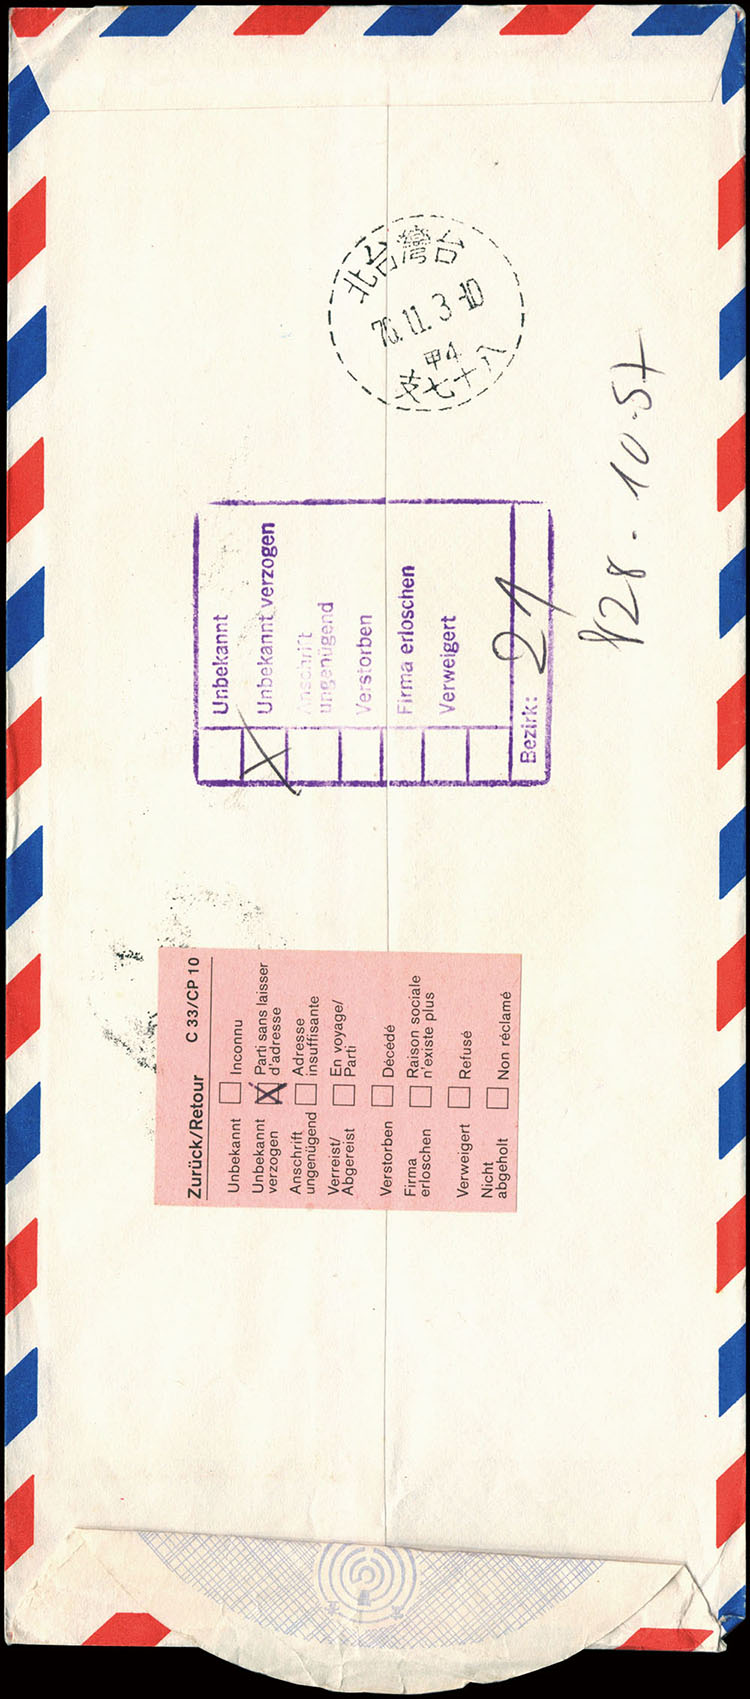 台灣台北
76.11.3-10
甲4
八十七支
28.10.87
Unbekannt
Unbekannt verzogen
Anschrift
ungenügend
Verstorben
Firma erloschen
Verweigert
Bezirk: 21
Zurück/Retour C 33/CP 10
Unbekannt Inconnu
Unbekannt Parti sans laisser
verzogen d'adresse
Anschrift Adresse
ungenügend insuffisante
Verreist/ En voyage/
Abgereist Parti
Verstorben Décédé
Firma Raison sociale
erloschen n'existe plus
Verweigert Refusé
Nicht Non réclamé
abgeholt